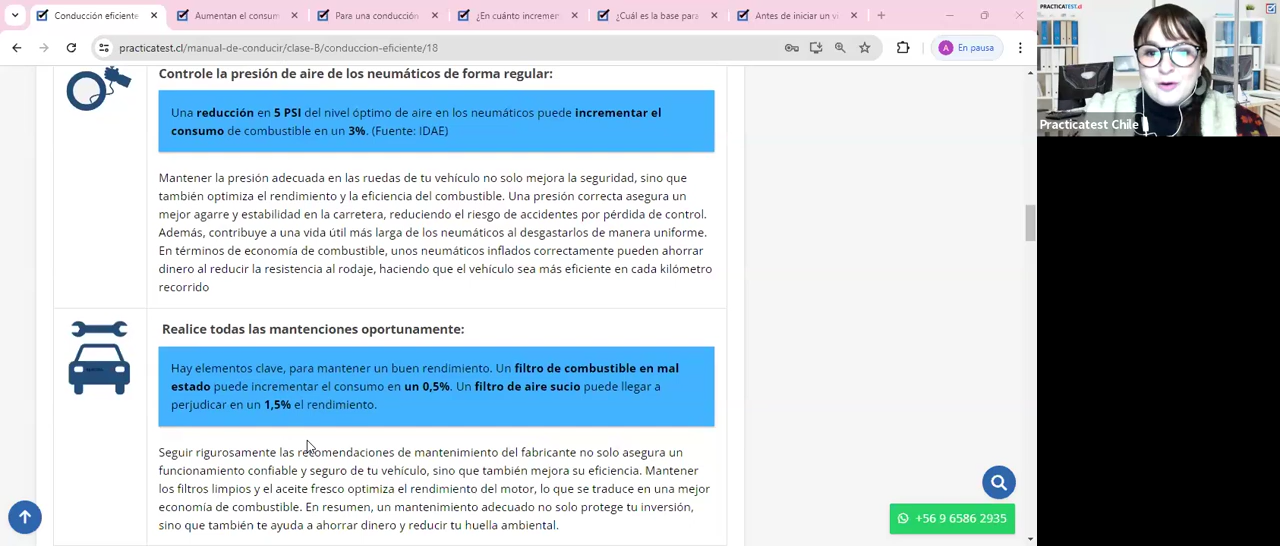 Conducción eficiente
Aumentan el consum
Para una conducción
¿En cuánto incremen
¿Cuál es la base para
Antes de iniciar un v
practicatest.cl/manual-de-conducir/clase-B/conduccion-eficiente/18
A
En pausa
PRACTICATEST.cl
Practicatest Chile
Controle la presión de aire de los neumáticos de forma regular:
Una reducción en 5 PSI del nivel óptimo de aire en los neumáticos puede incrementar el
consumo de combustible en un 3%. (Fuente: IDAE)
Mantener la presión adecuada en las ruedas de tu vehículo no solo mejora la seguridad, sino que
también optimiza el rendimiento y la eficiencia del combustible. Una presión correcta asegura un
mejor agarre y estabilidad en la carretera, reduciendo el riesgo de accidentes por pérdida de control.
Además, contribuye a una vida útil más larga de los neumáticos al desgastarlos de manera uniforme.
En términos de economía de combustible, unos neumáticos inflados correctamente pueden ahorrar
dinero al reducir la resistencia al rodaje, haciendo que el vehículo sea más eficiente en cada kilómetro
recorrido
Realice todas las mantenciones oportunamente:
Hay elementos clave, para mantener un buen rendimiento. Un filtro de combustible en mal
estado puede incrementar el consumo en un 0,5%. Un filtro de aire sucio puede llegar a
perjudicar en un 1,5% el rendimiento.
Seguir rigurosamente las recomendaciones de mantenimiento del fabricante no solo asegura un
funcionamiento confiable y seguro de tu vehículo, sino que también mejora su eficiencia. Mantener
los filtros limpios y el aceite fresco optimiza el rendimiento del motor, lo que se traduce en una mejor
economía de combustible. En resumen, un mantenimiento adecuado no solo protege tu inversión,
sino que también te ayuda a ahorrar dinero y reducir tu huella ambiental.
+56 9 6586 2935